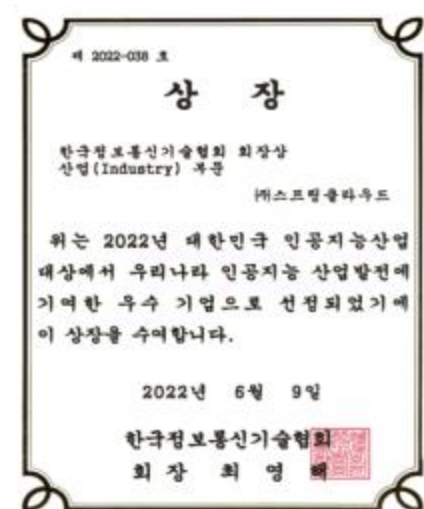 제 2022-038 호
상 장
한국정보통신기술협회 회장상
산업(Industry) 부문
㈜스프링클라우드
위는 2022년 대한민국 인공지능산업
대상에서 우리나라 인공지능 산업발전에
기여한 우수 기업으로 선정되었기에
이 상장을 수여합니다.
2022년 6월 9일
한국정보통신기술협회
회 장 최 영 해